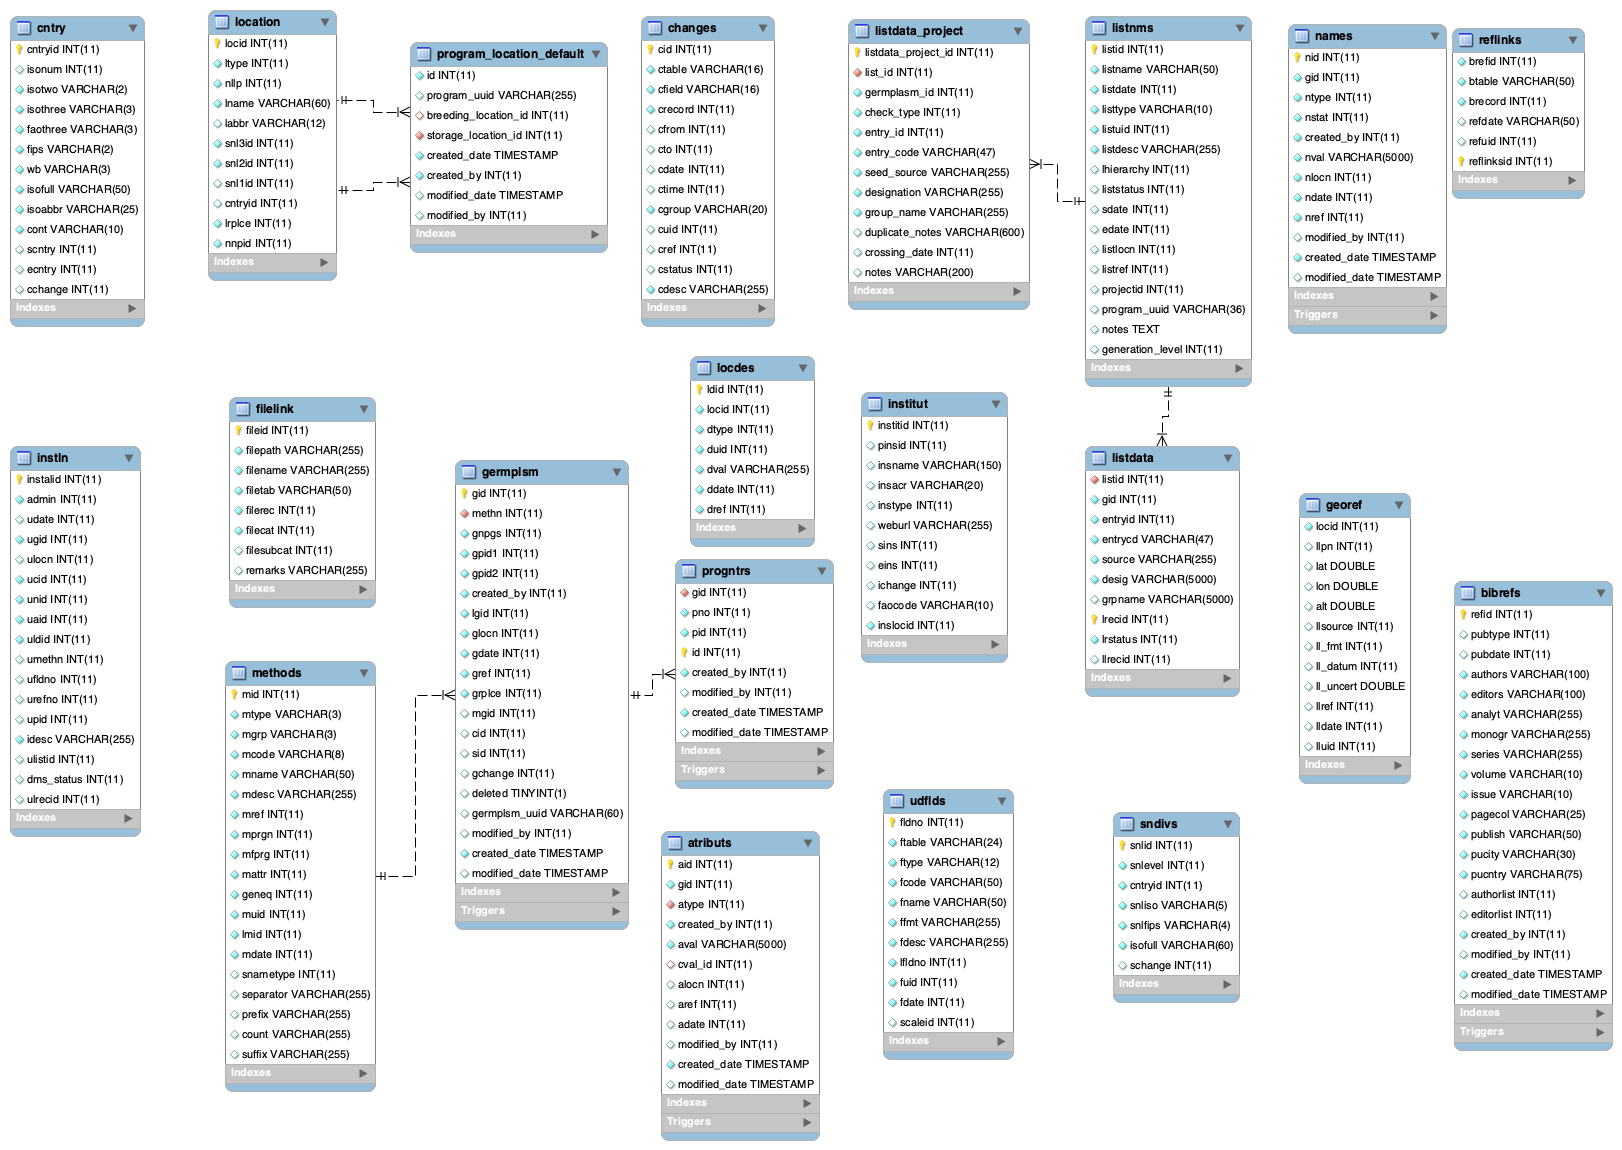 cntry
cntryid INT(11)
isonum INT(11)
isotwo VARCHAR(2)
isothree VARCHAR(3)
faothree VARCHAR(3)
fips VARCHAR(2)
wb VARCHAR(3)
isofull VARCHAR(50)
isoabbr VARCHAR(25)
cont VARCHAR(10)
scntry INT(11)
ecntry INT(11)
cchange INT(11)
Indexes
location
locid INT(11)
ltype INT(11)
nllp INT(11)
lname VARCHAR(60)
labbr VARCHAR(12)
snl3id INT(11)
snl2id INT(11)
snl1id INT(11)
cntryid INT(11)
lrplce INT(11)
nnpid INT(11)
Indexes
program_location_default
id INT(11)
program_uuid VARCHAR(255)
breeding_location_id INT(11)
storage_location_id INT(11)
created_date TIMESTAMP
created_by INT(11)
modified_date TIMESTAMP
modified_by INT(11)
Indexes
changes
cid INT(11)
ctable VARCHAR(16)
cfield VARCHAR(16)
crecord INT(11)
cfrom INT(11)
cto INT(11)
cdate INT(11)
ctime INT(11)
cgroup VARCHAR(20)
cuid INT(11)
cref INT(11)
cstatus INT(11)
cdesc VARCHAR(255)
Indexes
listdata_project
listdata_project_id INT(11)
list_id INT(11)
germplasm_id INT(11)
check_type INT(11)
entry_id INT(11)
entry_code VARCHAR(47)
seed_source VARCHAR(255)
designation VARCHAR(255)
group_name VARCHAR(255)
duplicate_notes VARCHAR(600)
crossing_date INT(11)
notes VARCHAR(200)
Indexes
listnms
listid INT(11)
listname VARCHAR(50)
listdate INT(11)
listtype VARCHAR(10)
listuid INT(11)
listdesc VARCHAR(255)
lhierarchy INT(11)
liststatus INT(11)
sdate INT(11)
edate INT(11)
listlocn INT(11)
listref INT(11)
projectid INT(11)
program_uuid VARCHAR(36)
notes TEXT
generation_level INT(11)
Indexes
names
nid INT(11)
gid INT(11)
ntype INT(11)
nstat INT(11)
created_by INT(11)
nval VARCHAR(5000)
nlocn INT(11)
ndate INT(11)
nref INT(11)
modified_by INT(11)
created_date TIMESTAMP
modified_date TIMESTAMP
Indexes
Triggers
reflinks
brefid INT(11)
btable VARCHAR(50)
brecord INT(11)
refdate VARCHAR(50)
refuid INT(11)
reflinksid INT(11)
Indexes
instln
instalid INT(11)
admin INT(11)
udate INT(11)
ugid INT(11)
ulocn INT(11)
ucid INT(11)
unid INT(11)
uaid INT(11)
uldid INT(11)
umethn INT(11)
ufldno INT(11)
urefno INT(11)
upid INT(11)
idesc VARCHAR(255)
ulistid INT(11)
dms_status INT(11)
ulrecid INT(11)
Indexes
filelink
fileid INT(11)
filepath VARCHAR(255)
filename VARCHAR(255)
filetab VARCHAR(50)
filerec INT(11)
filecat INT(11)
filesubcat INT(11)
remarks VARCHAR(255)
Indexes
methods
mid INT(11)
mtype VARCHAR(3)
mgrp VARCHAR(3)
mcode VARCHAR(8)
mname VARCHAR(50)
mdesc VARCHAR(255)
mref INT(11)
mprgn INT(11)
mfprg INT(11)
mattr INT(11)
geneq INT(11)
muid INT(11)
lmid INT(11)
mdate INT(11)
snametype INT(11)
separator VARCHAR(255)
prefix VARCHAR(255)
count VARCHAR(255)
suffix VARCHAR(255)
Indexes
germplsm
gid INT(11)
methn INT(11)
gnpgs INT(11)
gpid1 INT(11)
gpid2 INT(11)
created_by INT(11)
lgid INT(11)
glocn INT(11)
gdate INT(11)
gref INT(11)
grplce INT(11)
mgid INT(11)
cid INT(11)
sid INT(11)
gchange INT(11)
deleted TINYINT(1)
germplsm_uuid VARCHAR(60)
modified_by INT(11)
created_date TIMESTAMP
modified_date TIMESTAMP
Indexes
Triggers
locdes
ldid INT(11)
locid INT(11)
dtype INT(11)
duid INT(11)
dval VARCHAR(255)
ddate INT(11)
dref INT(11)
Indexes
progntrs
gid INT(11)
pno INT(11)
pid INT(11)
id INT(11)
created_by INT(11)
modified_by INT(11)
created_date TIMESTAMP
modified_date TIMESTAMP
Indexes
Triggers
atributs
aid INT(11)
gid INT(11)
atype INT(11)
created_by INT(11)
aval VARCHAR(5000)
cval_id INT(11)
alocn INT(11)
aref INT(11)
adate INT(11)
modified_by INT(11)
created_date TIMESTAMP
modified_date TIMESTAMP
Indexes
Triggers
institut
institid INT(11)
pinsid INT(11)
insname VARCHAR(150)
insacr VARCHAR(20)
instype INT(11)
weburl VARCHAR(255)
sins INT(11)
eins INT(11)
ichange INT(11)
faocode VARCHAR(10)
inslocid INT(11)
Indexes
udflds
fldno INT(11)
ftable VARCHAR(24)
ftype VARCHAR(12)
fcode VARCHAR(50)
fname VARCHAR(50)
ffmt VARCHAR(255)
fdesc VARCHAR(255)
lfldno INT(11)
fuid INT(11)
fdate INT(11)
scaleid INT(11)
Indexes
listdata
listid INT(11)
gid INT(11)
entryid INT(11)
entrycd VARCHAR(47)
source VARCHAR(255)
desig VARCHAR(5000)
grpname VARCHAR(5000)
lrecid INT(11)
lrstatus INT(11)
llrecid INT(11)
Indexes
sndivs
snlid INT(11)
snlevel INT(11)
cntryid INT(11)
snliso VARCHAR(5)
snlfips VARCHAR(4)
isofull VARCHAR(60)
schange INT(11)
Indexes
georef
locid INT(11)
llpn INT(11)
lat DOUBLE
lon DOUBLE
alt DOUBLE
llsource INT(11)
ll_fmt INT(11)
ll_datum INT(11)
ll_uncert DOUBLE
llref INT(11)
lldate INT(11)
lluid INT(11)
Indexes
bibrefs
refid INT(11)
pubtype INT(11)
pubdate INT(11)
authors VARCHAR(100)
editors VARCHAR(100)
analyt VARCHAR(255)
monogr VARCHAR(255)
series VARCHAR(255)
volume VARCHAR(10)
issue VARCHAR(10)
pagecol VARCHAR(25)
publish VARCHAR(50)
pucity VARCHAR(30)
pucntry VARCHAR(75)
authorlist INT(11)
editorlist INT(11)
created_by INT(11)
modified_by INT(11)
created_date TIMESTAMP
modified_date TIMESTAMP
Indexes
Triggers